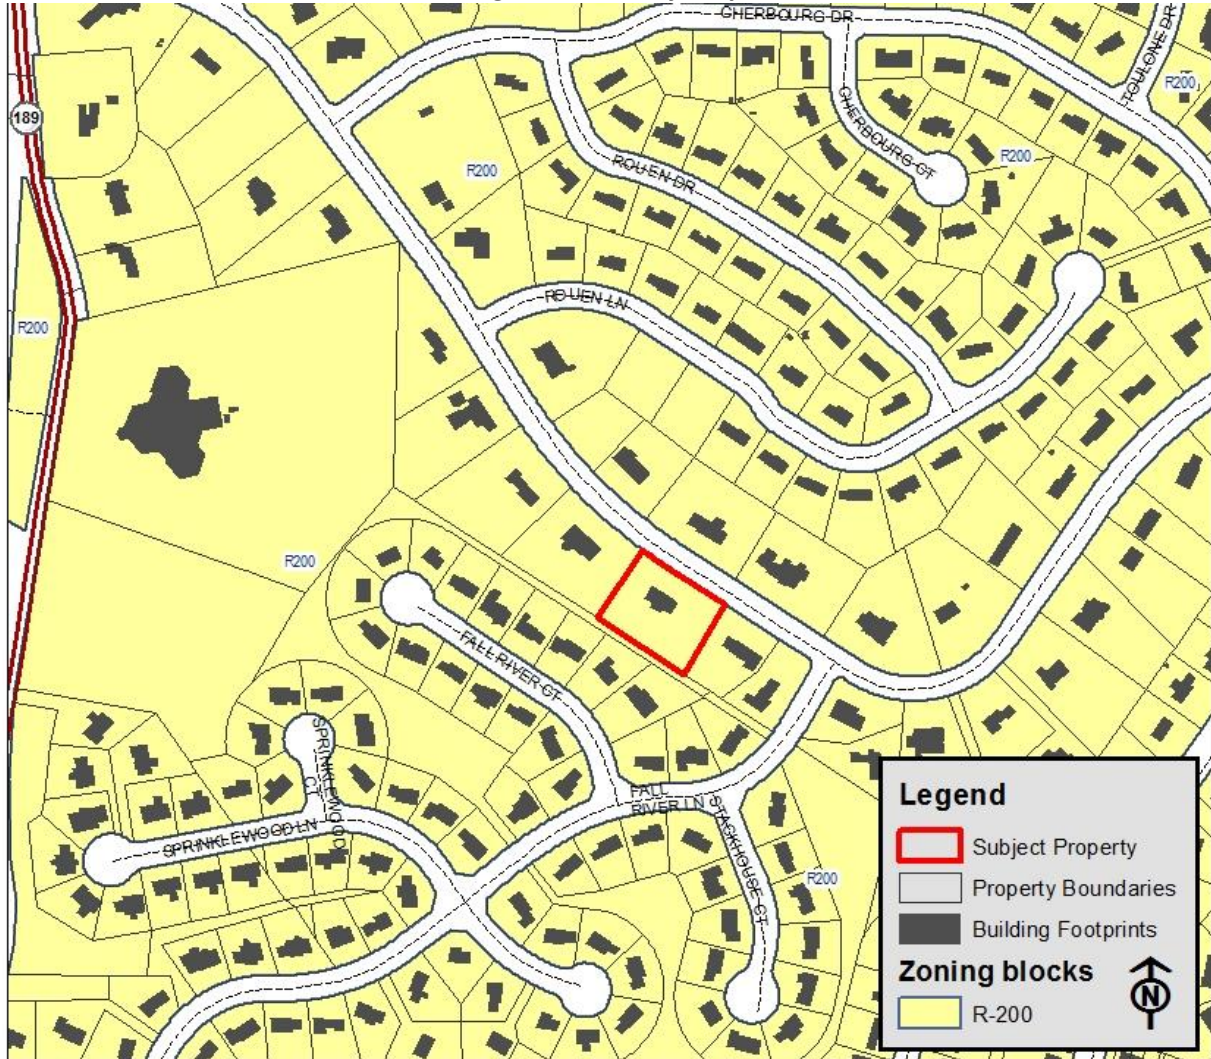 CHERBOURG DR
TOULONE DR
R200
189
CHERBOURG CT
R200
ROUEN DR
R200
ROUEN LN
R200
R200
FALL RIVER CT
SPRINKLEWOOD
CT
FALL
RIVER LN
STACKHOUSE CT
SPRINKLEWOOD LN
R200
Legend
Subject Property
Property Boundaries
Building Footprints
Zoning blocks
N
R-200